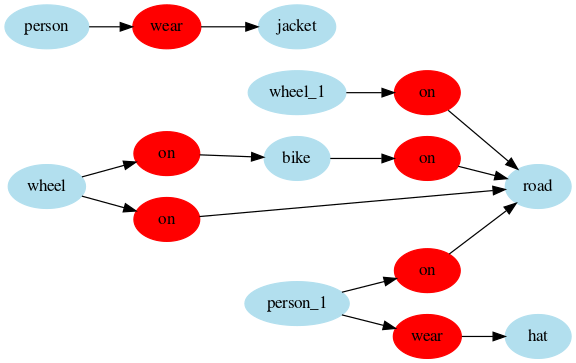 person wear jacket
wheel_1 on
on bike on
wheel road
on
on
person_1
wear hat